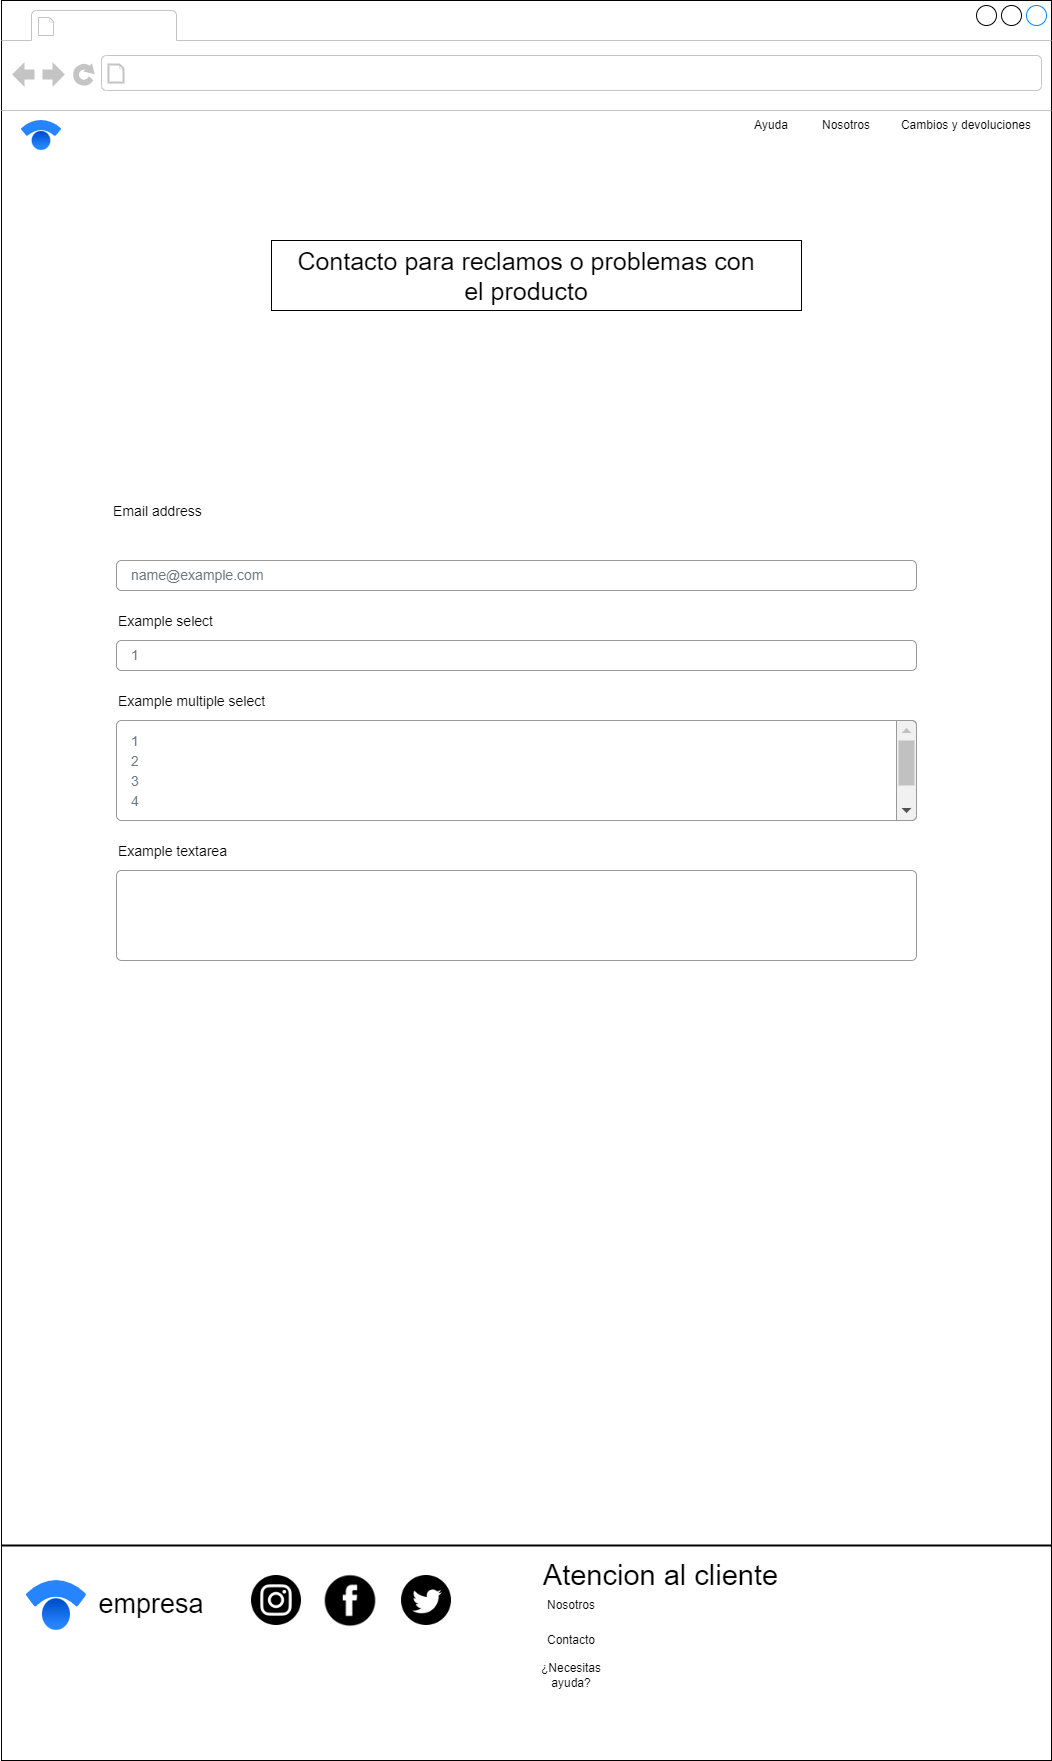 Ayuda Nosotros Cambios y devoluciones
Contacto para reclamos o problemas con
el producto
Email address
name@example.com
Example select
1
Example multiple select
1
2
3
4
Example textarea
empresa
Atencion al cliente
Nosotros
Contacto
¿Necesitas
ayuda?